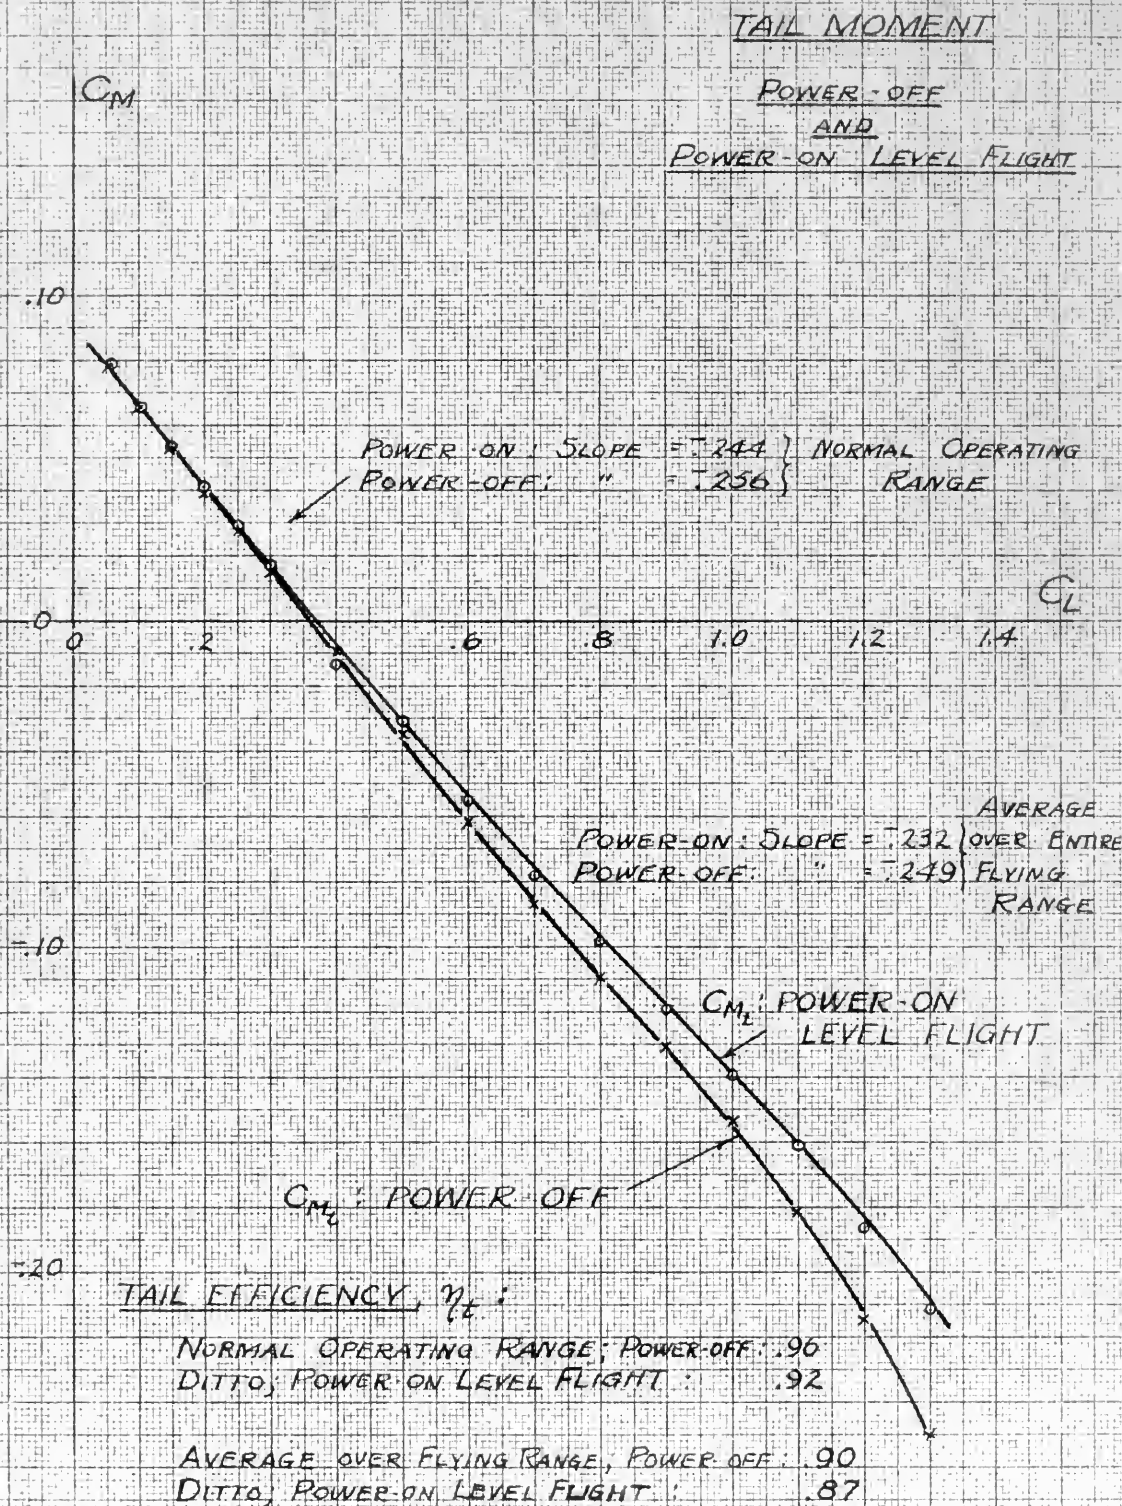 TAIL MOMENT
POWER-OFF
AND
POWER-ON LEVEL FLIGHT
CM
.10
POWER-ON: SLOPE = -.244 } NORMAL OPERATING
POWER-OFF: " = -.256 } RANGE
CL
0
0 .2 .6 .8 1.0 1.2 1.4
AVERAGE
POWER-ON: SLOPE = -.232 } OVER ENTIRE
POWER-OFF: " = -.249 } FLYING
RANGE
-.10
CMt: POWER-ON
LEVEL FLIGHT
CMt: POWER-OFF
-.20
TAIL EFFICIENCY, ηt:
NORMAL OPERATING RANGE; POWER-OFF: .96
DITTO; POWER-ON LEVEL FLIGHT: .92
AVERAGE OVER FLYING RANGE, POWER-OFF: .90
DITTO; POWER-ON LEVEL FLIGHT: .87